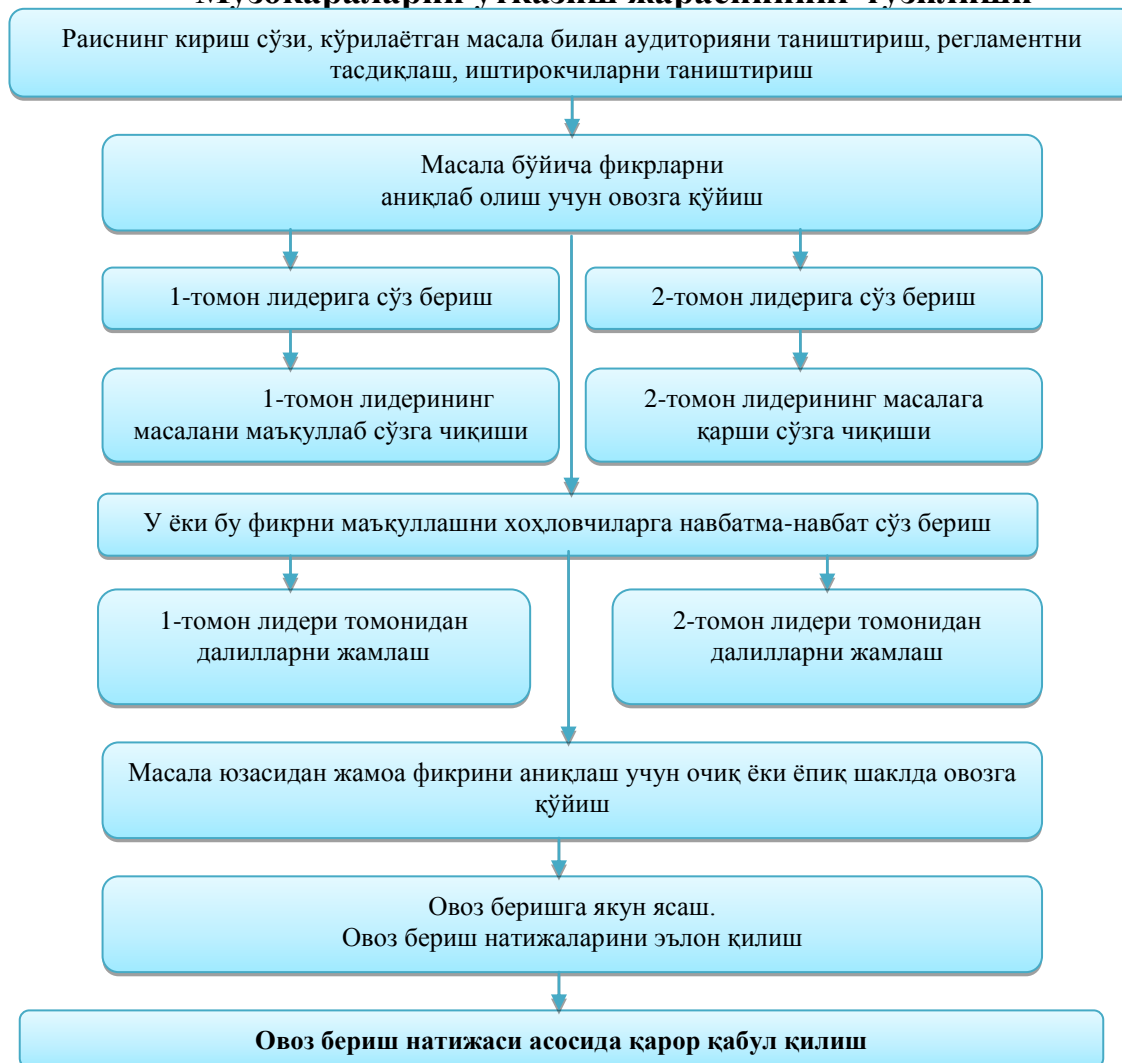 Музокараларни ўтказиш жараёнининг тузилиши
Раиснинг кириш сўзи, кўрилаётган масала билан аудиторияни таништириш, регламентни
тасдиқлаш, иштирокчиларни таништириш
Масала бўйича фикрларни
аниқлаб олиш учун овозга қўйиш
1-томон лидерига сўз бериш
2-томон лидерига сўз бериш
1-томон лидерининг
масалани маъқуллаб сўзга чиқиши
2-томон лидерининг масалага
қарши сўзга чиқиши
У ёки бу фикрни маъқуллашни хоҳловчиларга навбатма-навбат сўз бериш
1-томон лидери томонидан
далилларни жамлаш
2-томон лидери томонидан
далилларни жамлаш
Масала юзасидан жамоа фикрини аниқлаш учун очиқ ёки ёпиқ шаклда овозга
қўйиш
Овоз беришга якун ясаш.
Овоз бериш натижаларини эълон қилиш
Овоз бериш натижаси асосида қарор қабул қилиш